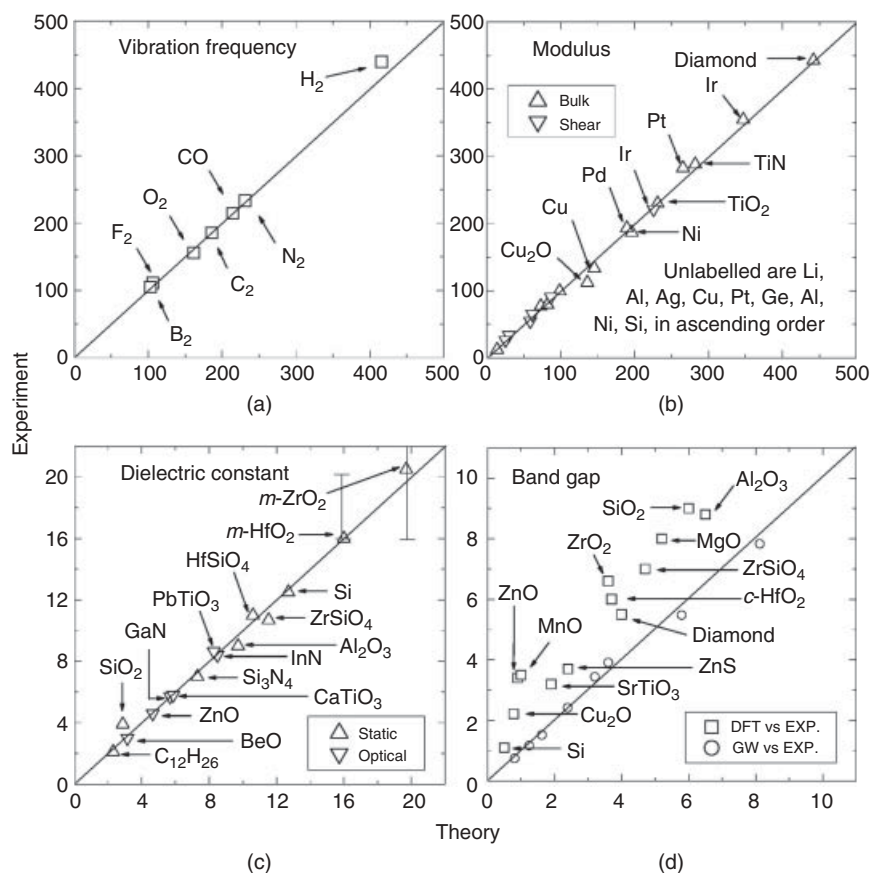 500
400
300
200
100
0
0
100
200
300
400
500
Vibration frequency
H₂
CO
O₂
F₂
N₂
C₂
B₂
(a)
500
400
300
200
100
0
0
100
200
300
400
500
Modulus
Bulk
Shear
Diamond
Ir
Pt
Ir
TiN
Pd
TiO₂
Cu
Ni
Cu₂O
Unlabelled are Li,
Al, Ag, Cu, Pt, Ge, Al,
Ni, Si, in ascending order
(b)
Experiment
20
16
12
8
4
0
0
4
8
12
16
20
Dielectric constant
m-ZrO₂
m-HfO₂
HfSiO₄
Si
PbTiO₃
ZrSiO₄
GaN
Al₂O₃
SiO₂
InN
Si₃N₄
CaTiO₃
ZnO
BeO
C₁₂H₂₆
Static
Optical
(c)
10
8
6
4
2
0
0
2
4
6
8
10
Band gap
Al₂O₃
SiO₂
MgO
ZrO₂
ZrSiO₄
ZnO
c-HfO₂
MnO
Diamond
ZnS
SrTiO₃
Cu₂O
Si
DFT vs EXP.
GW vs EXP.
(d)
Theory